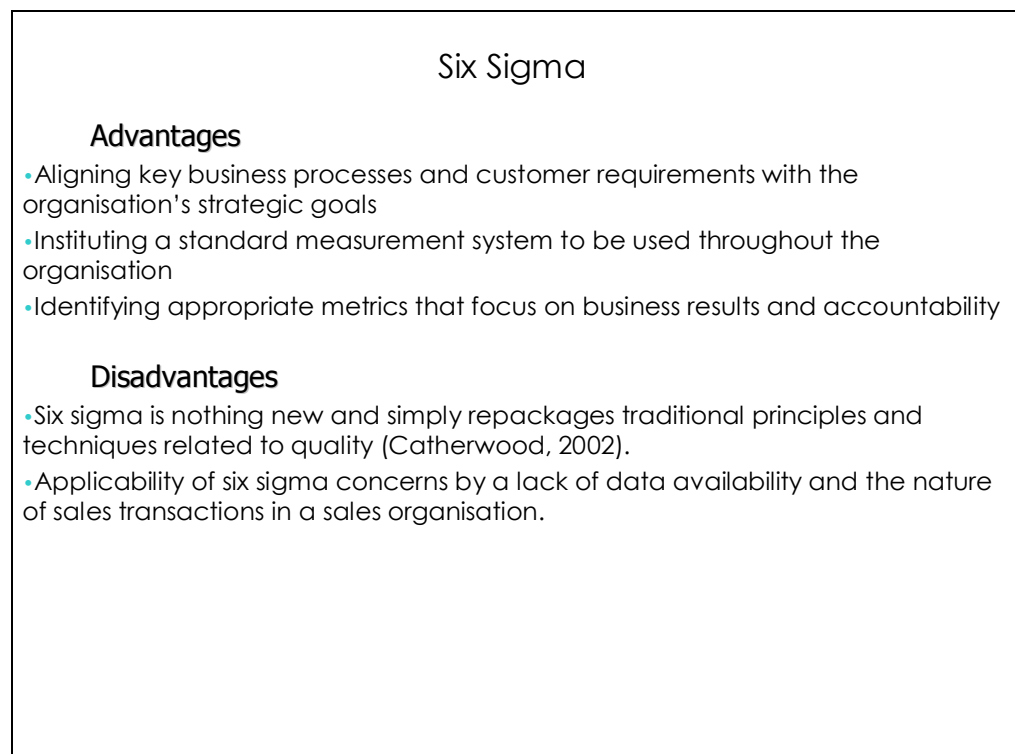 Six Sigma
Advantages
•Aligning key business processes and customer requirements with the
organisation’s strategic goals
•Instituting a standard measurement system to be used throughout the
organisation
•Identifying appropriate metrics that focus on business results and accountability
Disadvantages
•Six sigma is nothing new and simply repackages traditional principles and
techniques related to quality (Catherwood, 2002).
•Applicability of six sigma concerns by a lack of data availability and the nature
of sales transactions in a sales organisation.